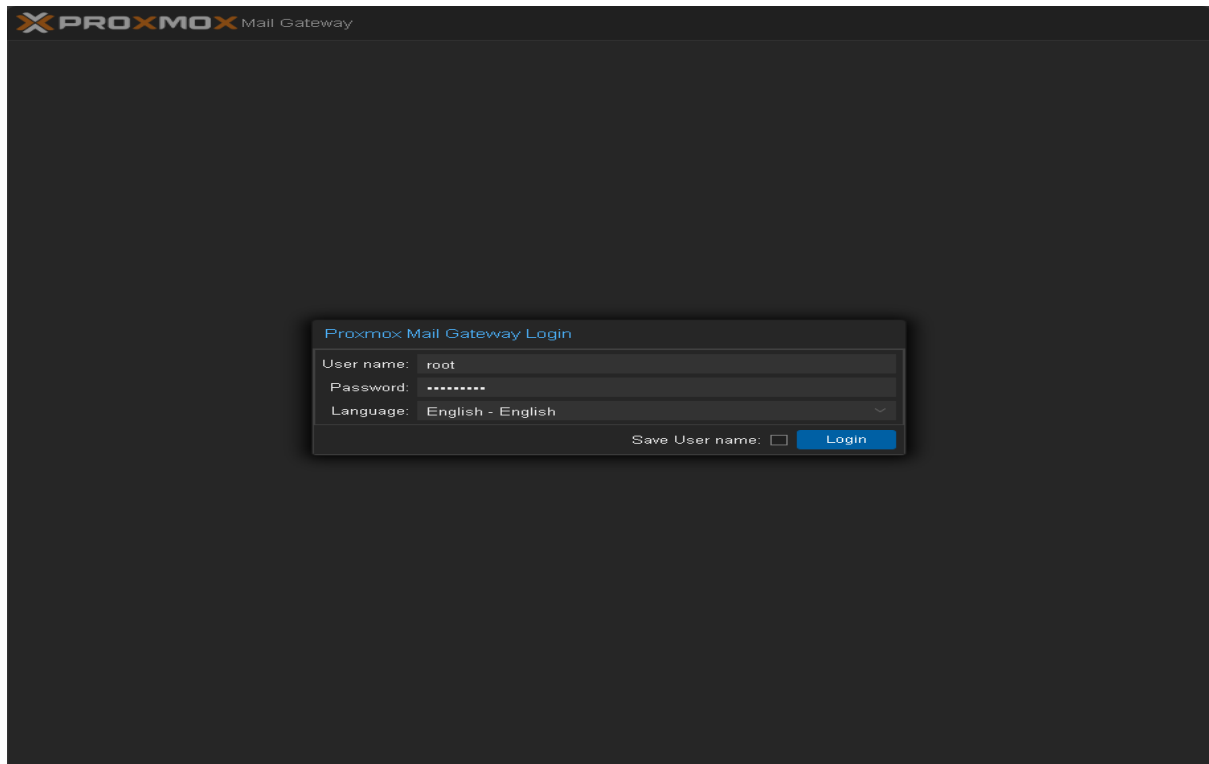 PROXMOX Mail Gateway
Proxmox Mail Gateway Login
User name: root
Password: •••••••••
Language: English - English
Save User name: Login